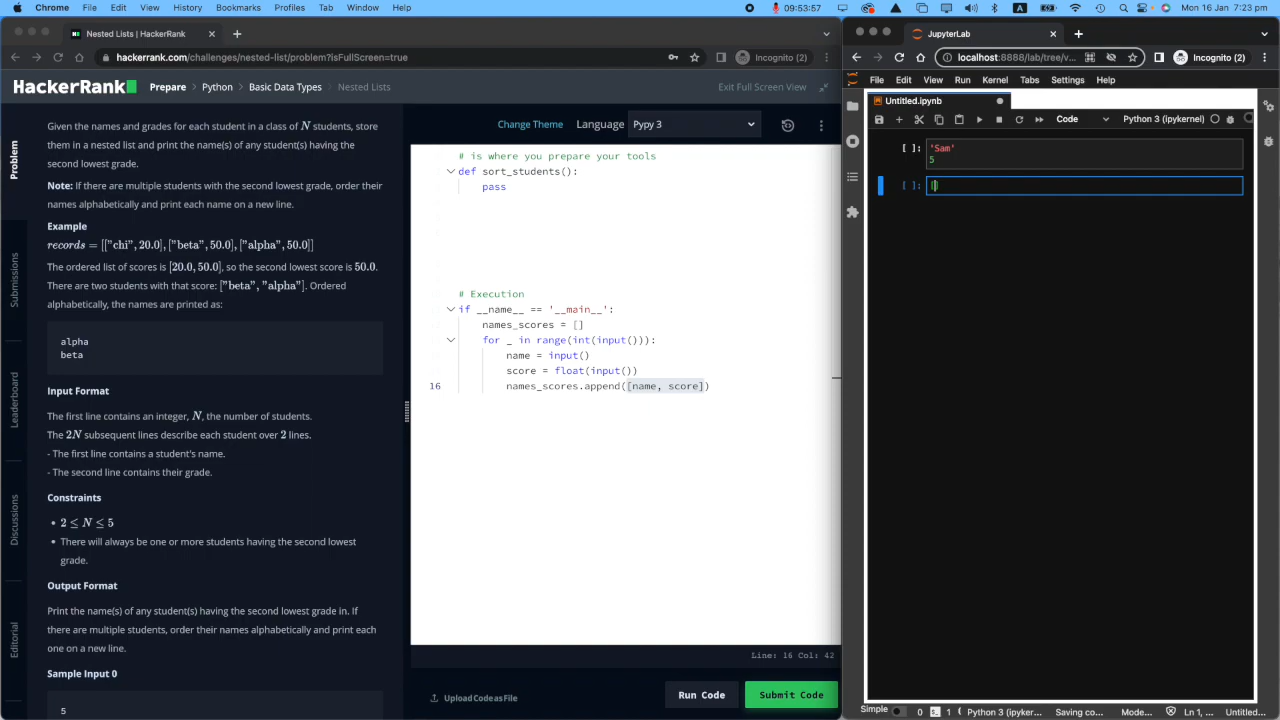 Chrome File Edit View History Bookmarks Profiles Tab Window Help
09:53:57
A
Mon 16 Jan 7:23 pm
Nested Lists | HackerRank
hackerrank.com/challenges/nested-list/problem?isFullScreen=true
Incognito (2)
HackerRank
Prepare
Python
Basic Data Types
Nested Lists
Exit Full Screen View
Problem
Submissions
Leaderboard
Discussions
Editorial
Given the names and grades for each student in a class of N students, store
them in a nested list and print the name(s) of any student(s) having the
second lowest grade.
Note: If there are multiple students with the second lowest grade, order their
names alphabetically and print each name on a new line.
Example
records = [["chi", 20.0], ["beta", 50.0], ["alpha", 50.0]]
The ordered list of scores is [20.0, 50.0], so the second lowest score is 50.0.
There are two students with that score: ["beta", "alpha"]. Ordered
alphabetically, the names are printed as:
alpha
beta
Input Format
The first line contains an integer, N, the number of students.
The 2N subsequent lines describe each student over 2 lines.
- The first line contains a student's name.
- The second line contains their grade.
Constraints
• 2 ≤ N ≤ 5
• There will always be one or more students having the second lowest
grade.
Output Format
Print the name(s) of any student(s) having the second lowest grade in. If
there are multiple students, order their names alphabetically and print each
one on a new line.
Sample Input 0
5
Change Theme Language Pypy 3
# is where you prepare your tools
def sort_students():
pass
# Execution
if __name__ == '__main__':
names_scores = []
for _ in range(int(input())):
name = input()
score = float(input())
16 names_scores.append([name, score])
Line: 16 Col: 42
Upload Code as File
Run Code
Submit Code
JupyterLab
localhost:8888/lab/tree/v...
Incognito (2)
File Edit View Run Kernel Tabs Settings Help
Untitled.ipynb
Code
Python 3 (ipykernel)
[ ]: 'Sam'
5
[ ]: []
Simple
0
1
Python 3 (ipyker...
Saving co...
Mode...
Ln 1, ...
Untitled...